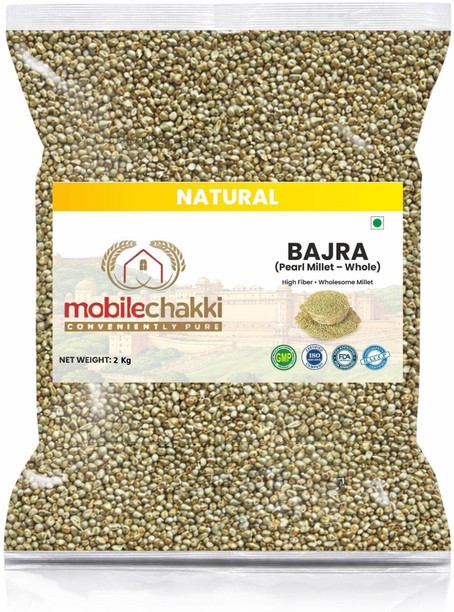 NATURAL
mobilechakki
CONVENIENTLY PURE
NET WEIGHT: 2 Kg
BAJRA
(Pearl Millet – Whole)
High Fiber • Wholesome Millet
GMP
ISO
FDA